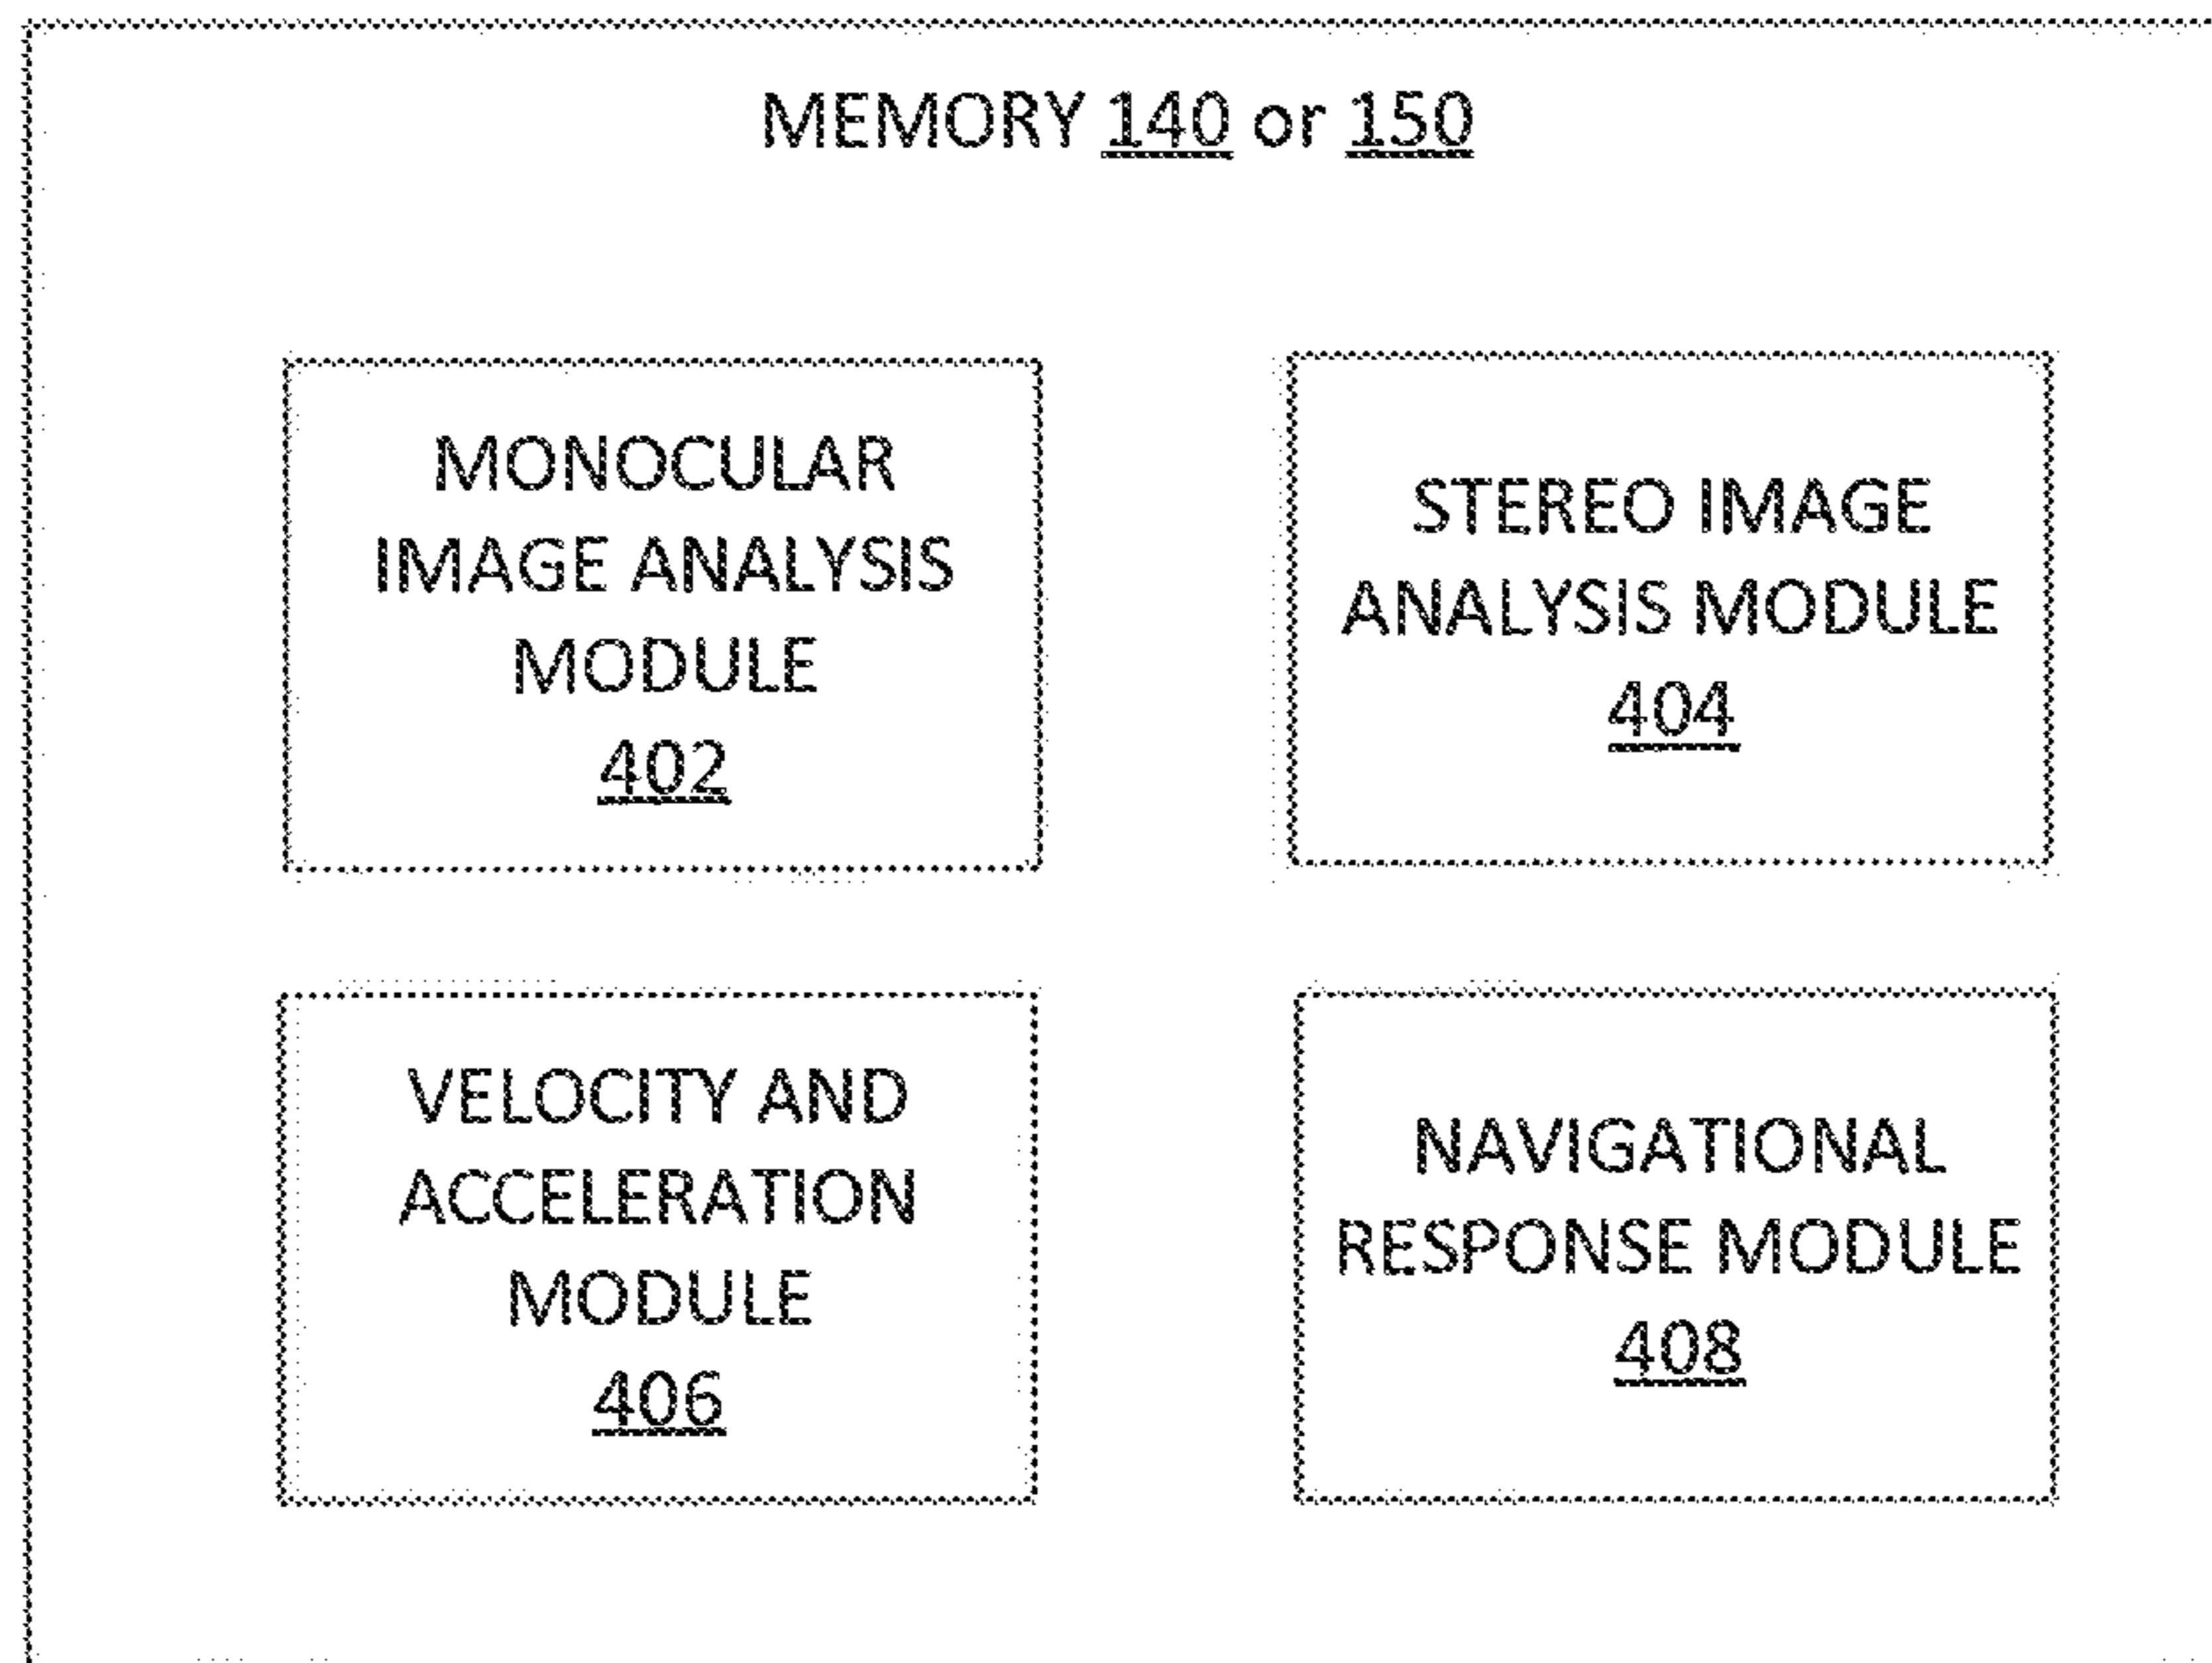 MEMORY 140 or 150
MONOCULAR
IMAGE ANALYSIS
MODULE
402
STEREO IMAGE
ANALYSIS MODULE
404
VELOCITY AND
ACCELERATION
MODULE
406
NAVIGATIONAL
RESPONSE MODULE
408